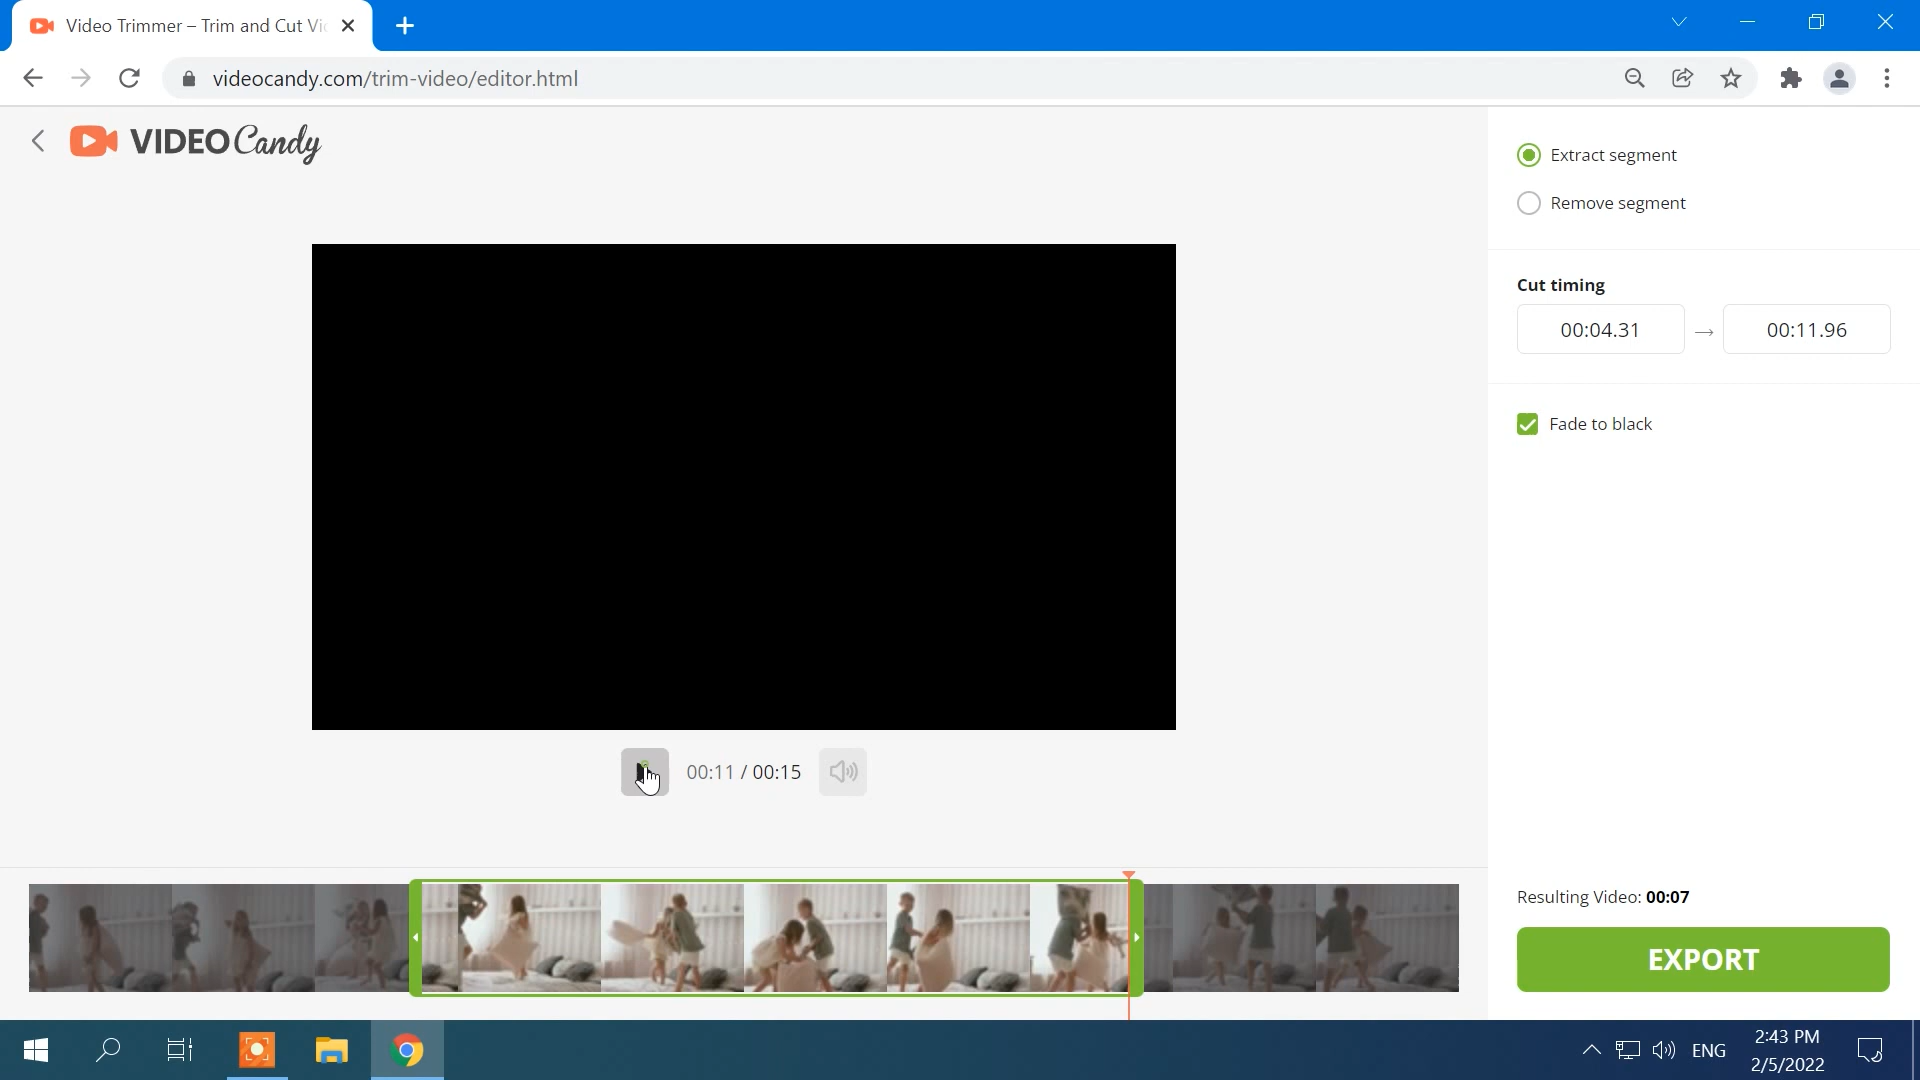 Video Trimmer – Trim and Cut Vi
videocandy.com/trim-video/editor.html
VIDEO Candy
Extract segment
Remove segment
Cut timing
00:04.31 → 00:11.96
Fade to black
00:11 / 00:15
Resulting Video: 00:07
EXPORT
ENG
2:43 PM
2/5/2022